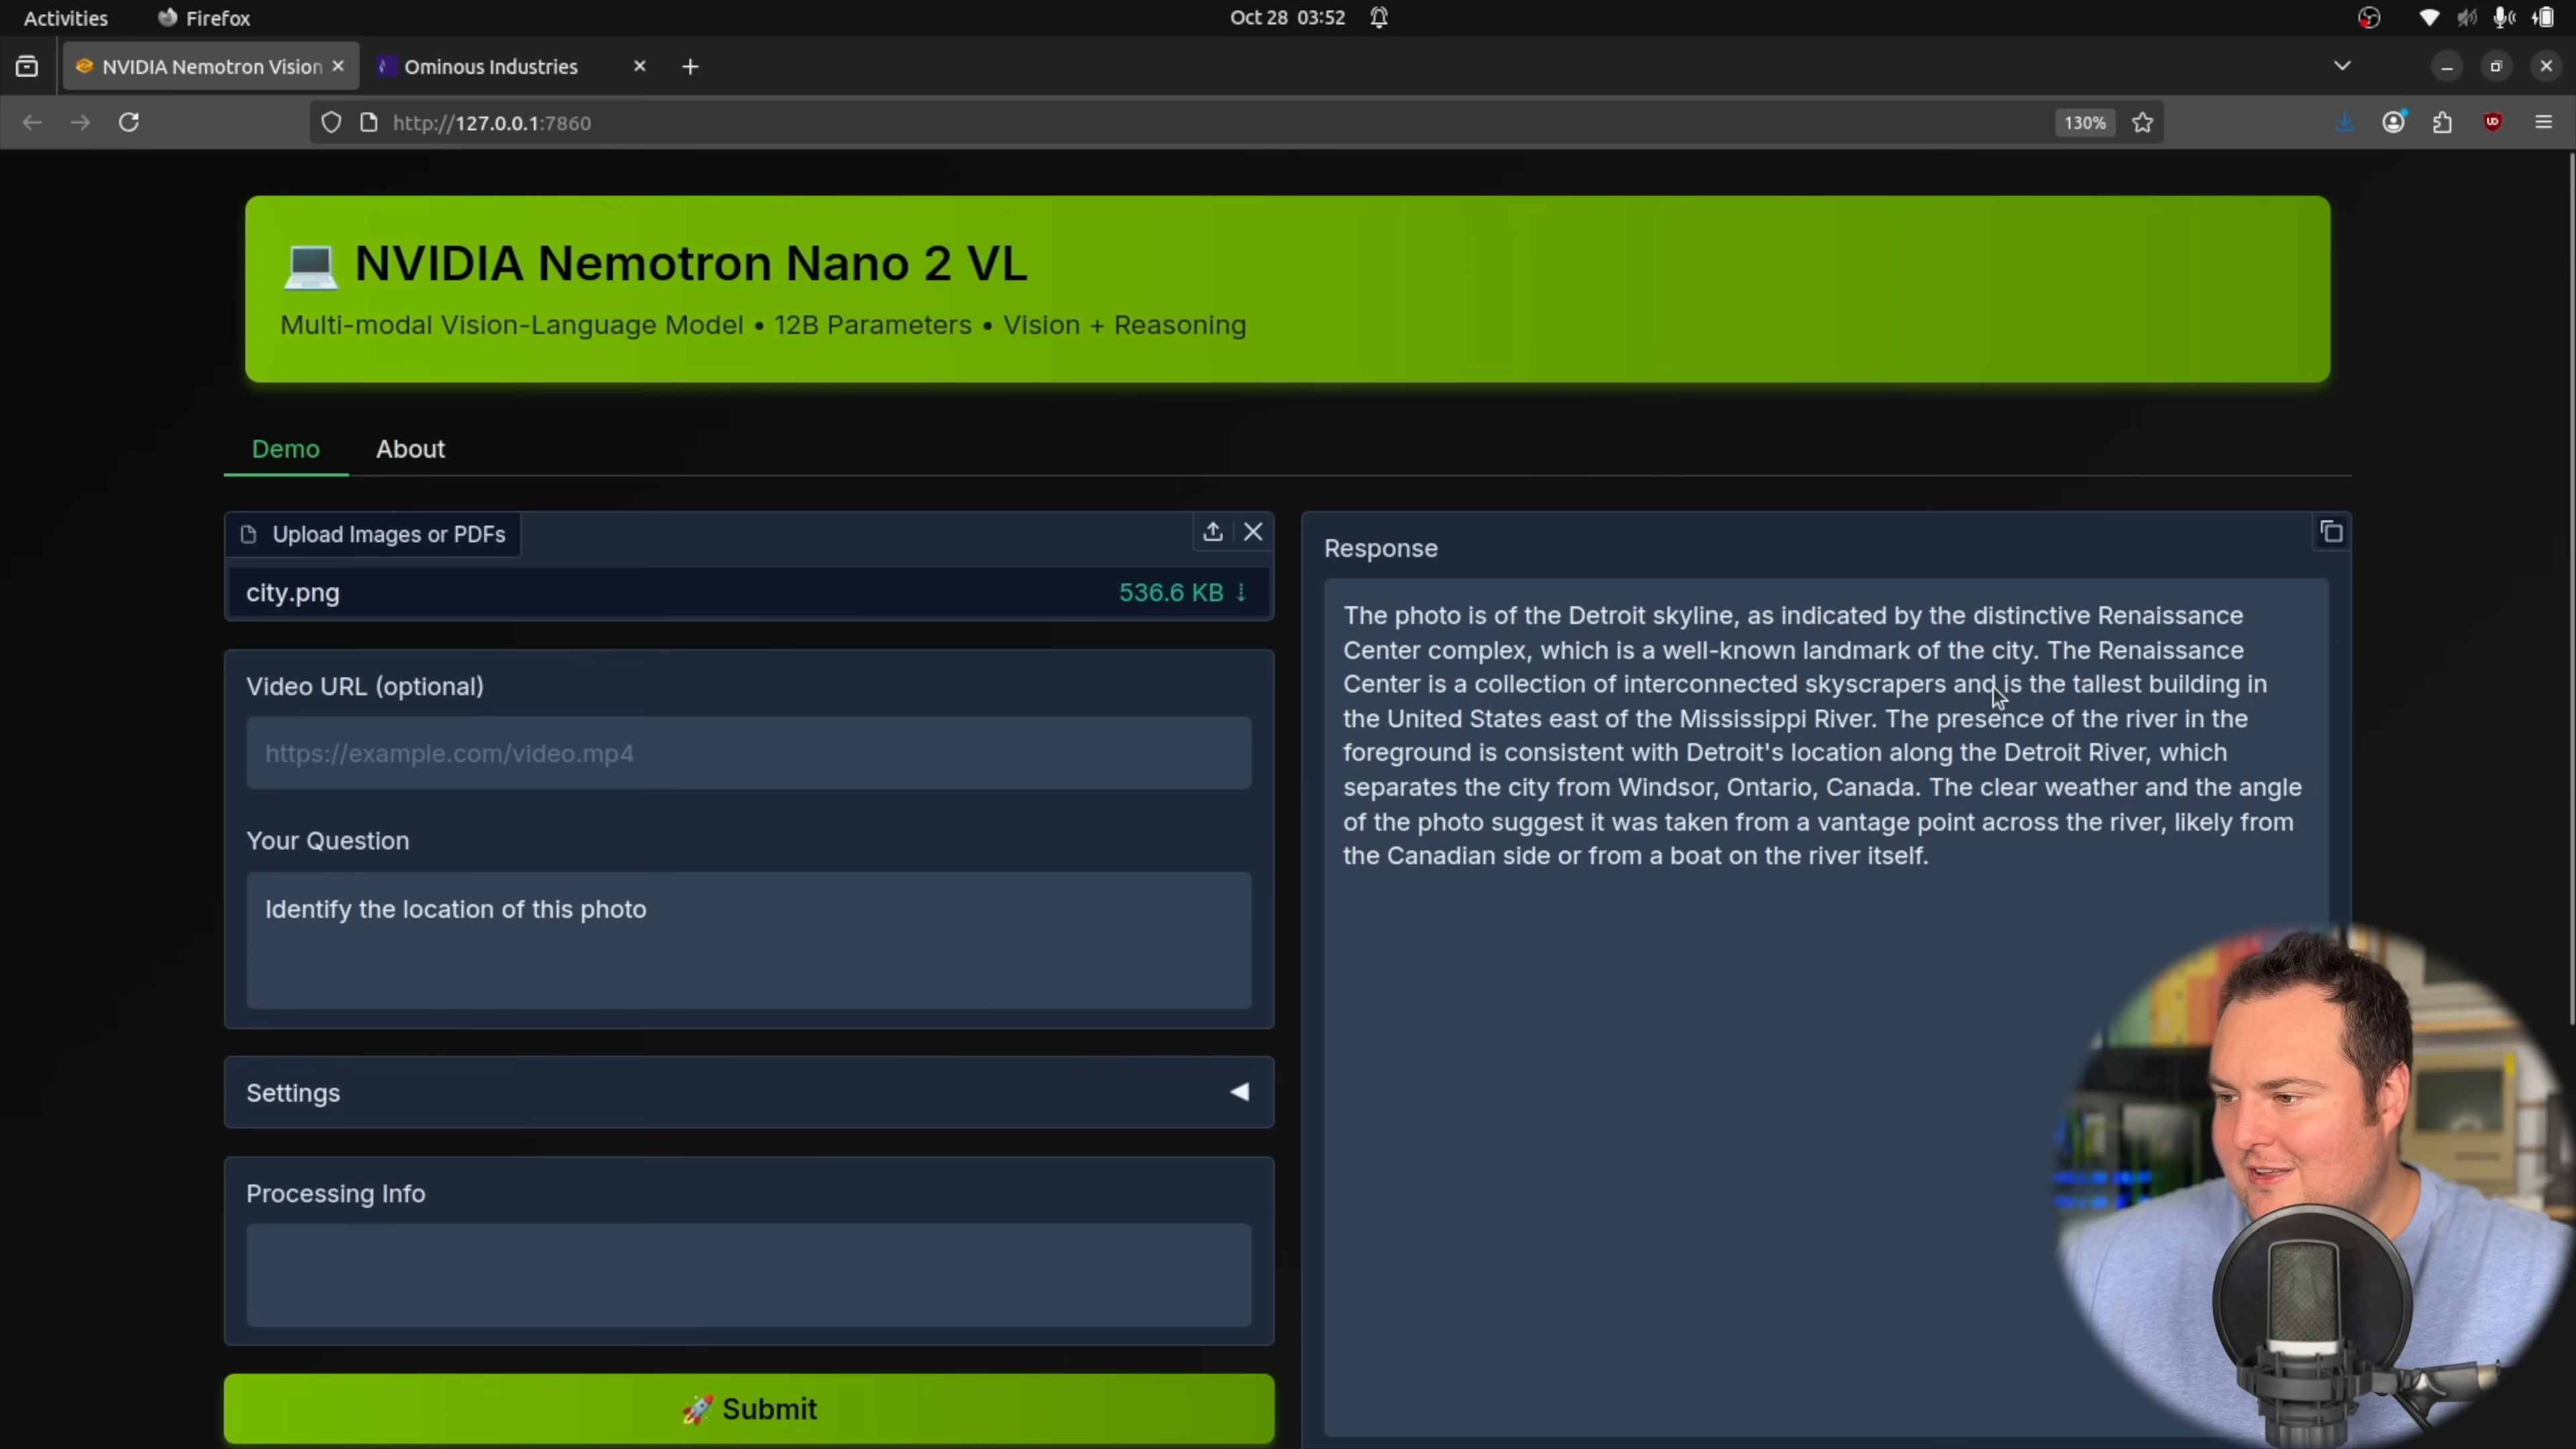 Activities
Firefox
Oct 28 03:52
NVIDIA Nemotron Vision
Ominous Industries
http://127.0.0.1:7860
130%
NVIDIA Nemotron Nano 2 VL
Multi-modal Vision-Language Model • 12B Parameters • Vision + Reasoning
Demo
About
Upload Images or PDFs
city.png
536.6 KB ↓
Video URL (optional)
https://example.com/video.mp4
Your Question
Identify the location of this photo
Settings
Processing Info
Submit
Response
The photo is of the Detroit skyline, as indicated by the distinctive Renaissance
Center complex, which is a well-known landmark of the city. The Renaissance
Center is a collection of interconnected skyscrapers and is the tallest building in
the United States east of the Mississippi River. The presence of the river in the
foreground is consistent with Detroit's location along the Detroit River, which
separates the city from Windsor, Ontario, Canada. The clear weather and the angle
of the photo suggest it was taken from a vantage point across the river, likely from
the Canadian side or from a boat on the river itself.